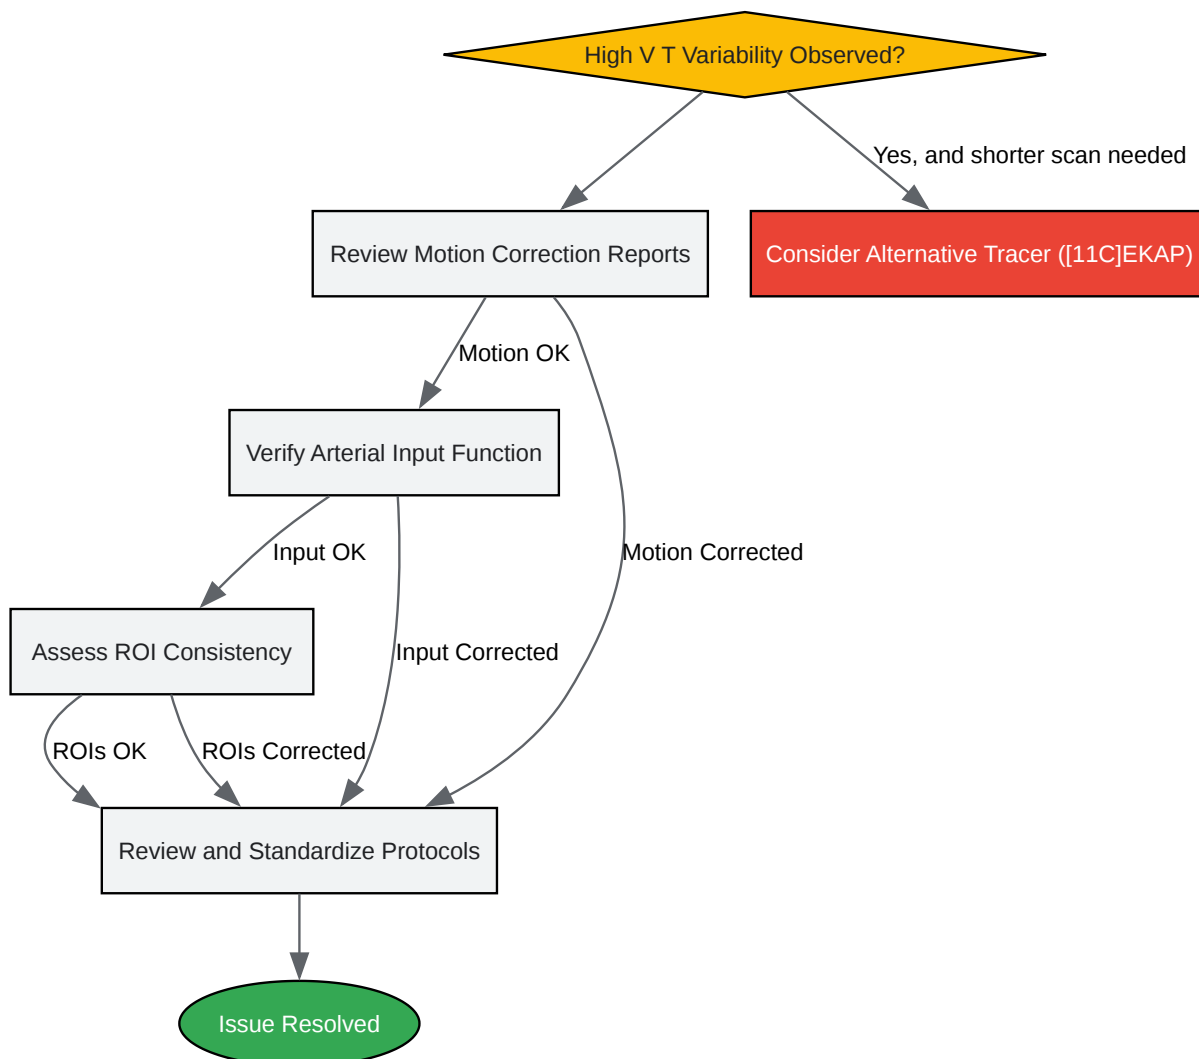 High V T Variability Observed?
Yes, and shorter scan needed
Review Motion Correction Reports
Consider Alternative Tracer ([11C]EKAP)
Motion OK
Verify Arterial Input Function
Input OK
Motion Corrected
Assess ROI Consistency
Input Corrected
ROIs OK
ROIs Corrected
Review and Standardize Protocols
Issue Resolved